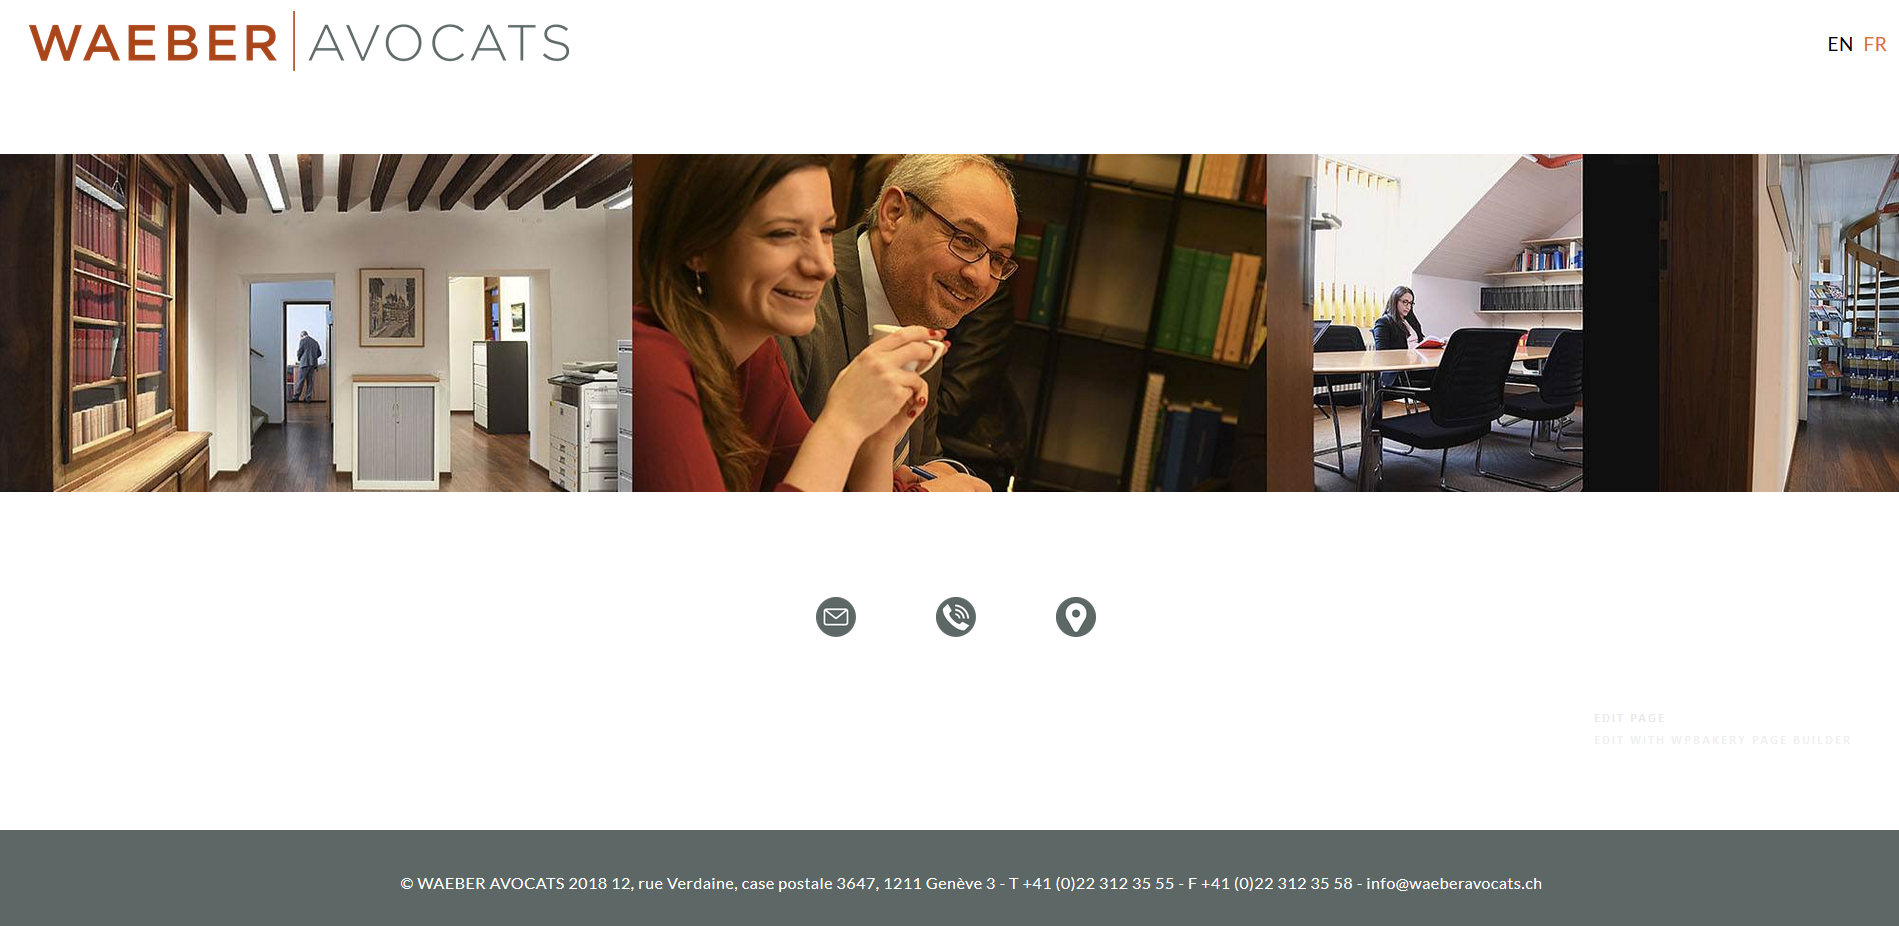 WAEBER AVOCATS
EN FR
EDIT PAGE
EDIT WITH WPBAKERY PAGE BUILDER
© WAEBER AVOCATS 2018 12, rue Verdaine, case postale 3647, 1211 Genève 3 - T +41 (0)22 312 35 55 - F +41 (0)22 312 35 58 - info@waeberavocats.ch